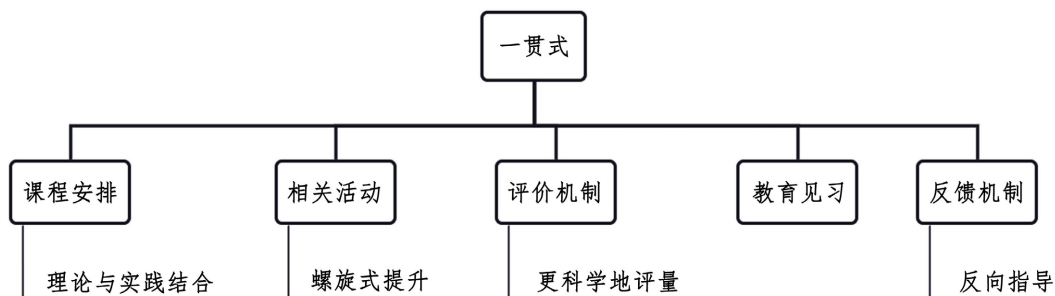 一贯式
课程安排
相关活动
评价机制
教育见习
反馈机制
理论与实践结合
螺旋式提升
更科学地评量
反向指导